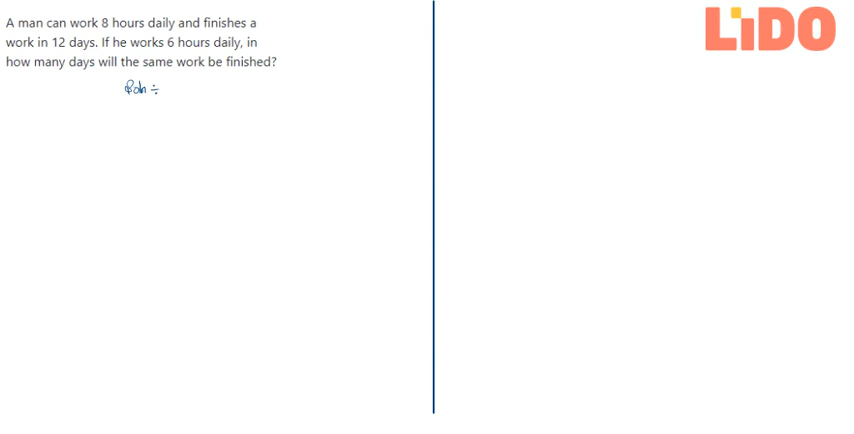 A man can work 8 hours daily and finishes a
work in 12 days. If he works 6 hours daily, in
how many days will the same work be finished?
Soln ÷
LiDO